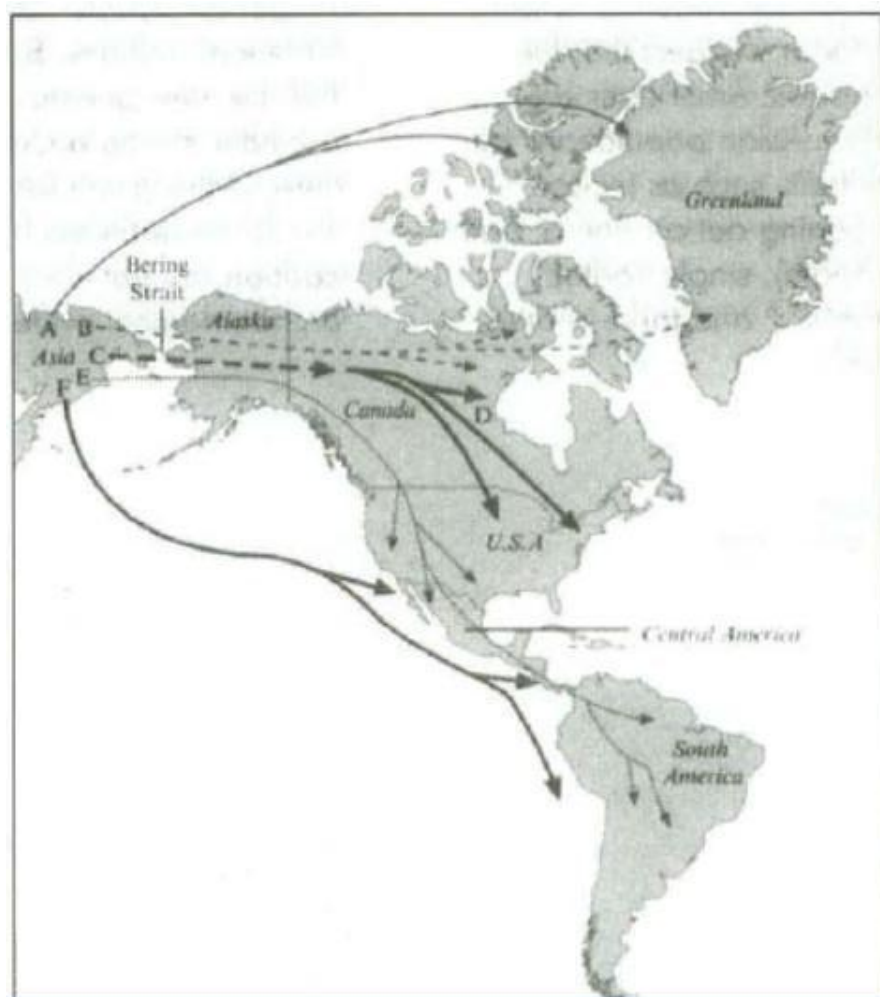 Greenland
Bering
Strait
A B
Alaska
Asia C
E
F
Canada
D
U.S.A
Central America
South
America